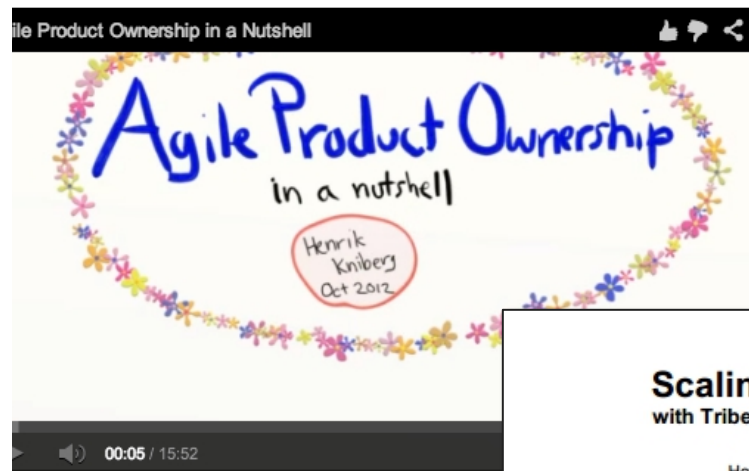 ile Product Ownership in a Nutshell
Agile Product Ownership
in a nutshell
Henrik
Kniberg
Oct 2012
00:05 / 15:52
Scalin
with Tribe
He